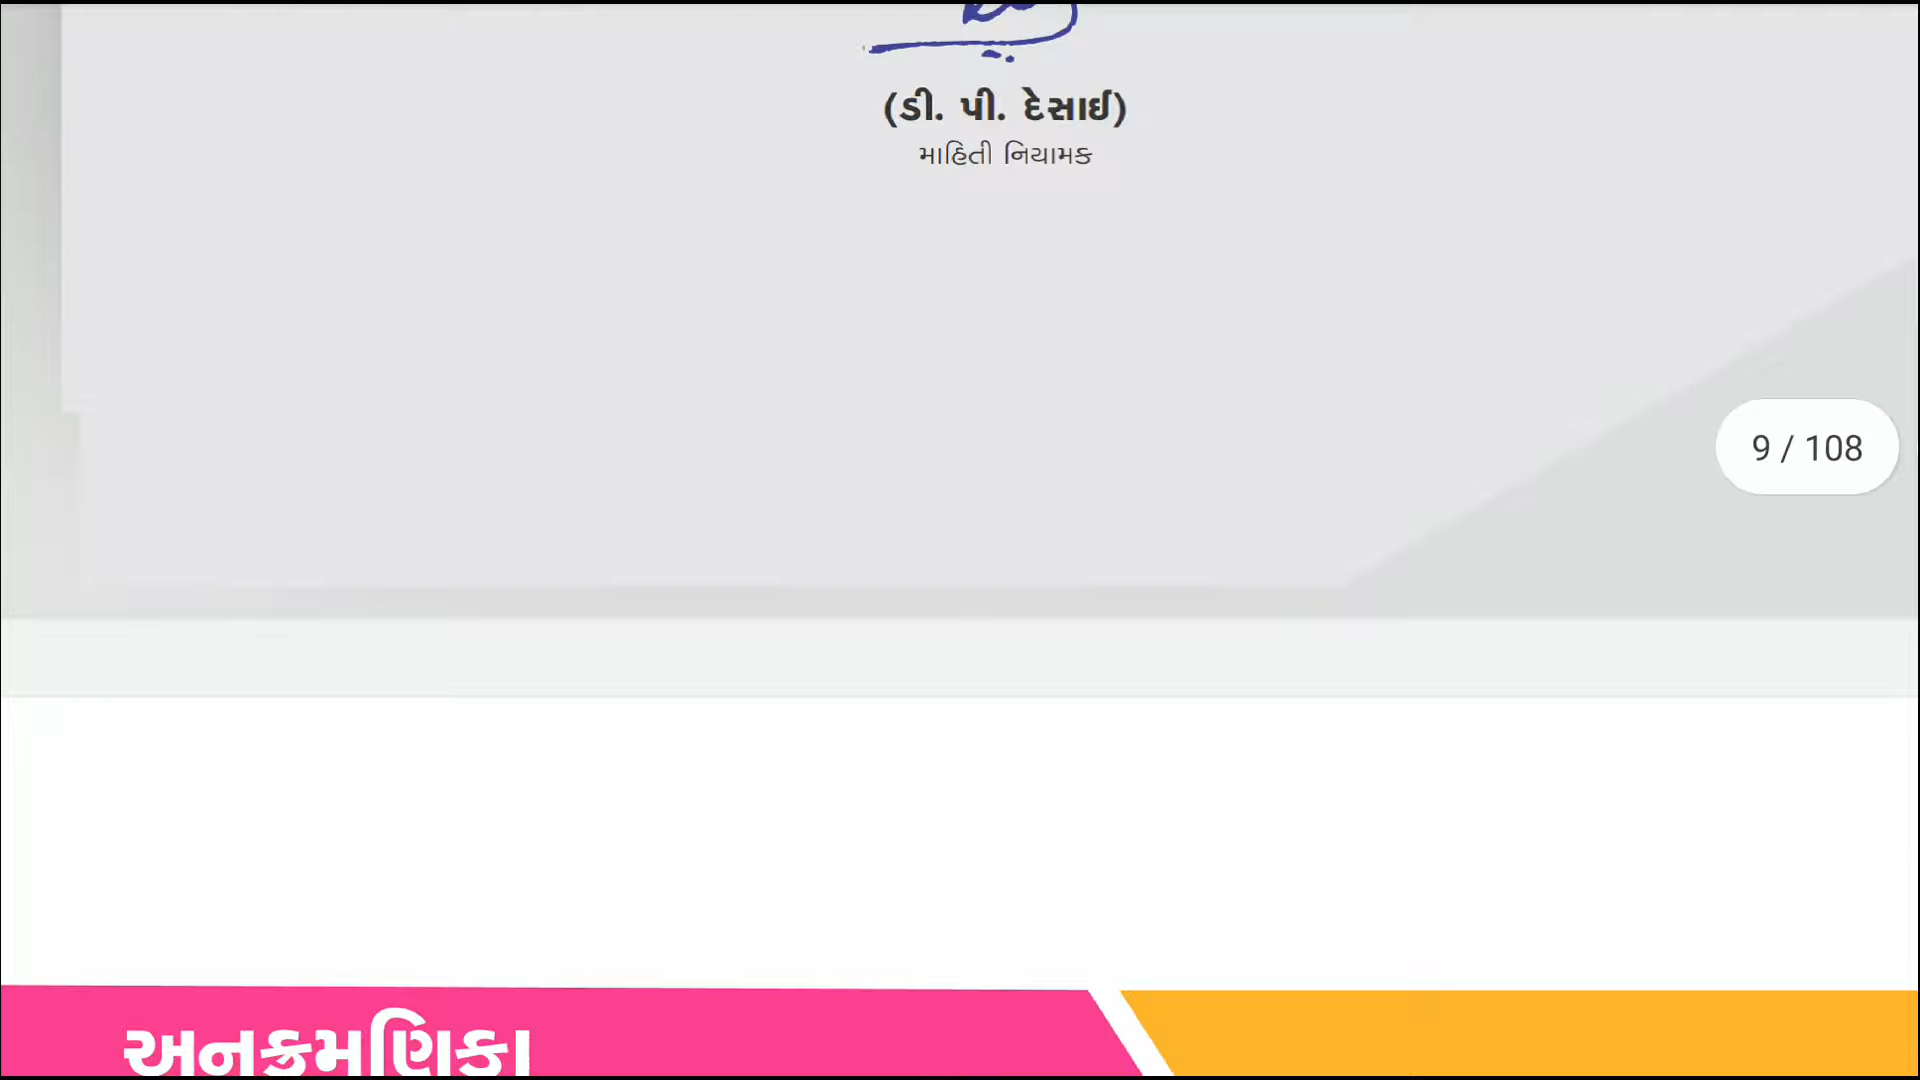 (ડી. પી. દેસાઈ)
માહિતી નિયામક
9 / 108
અનુક્રમણિકા